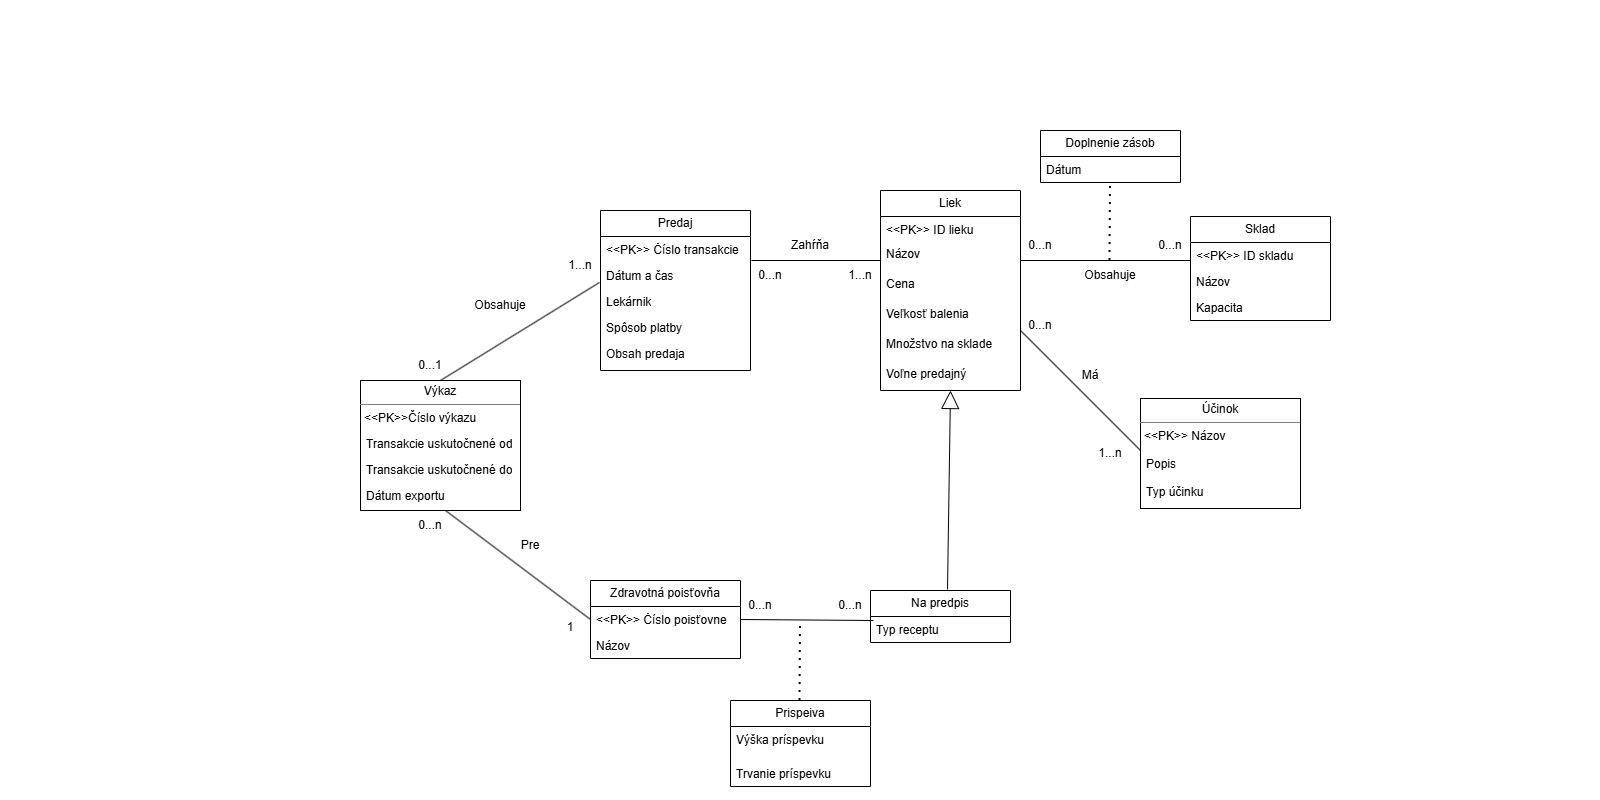 Doplnenie zásob
Dátum
Liek
<<PK>> ID lieku
Názov
Cena
Veľkosť balenia
Množstvo na sklade
Voľne predajný
Predaj
<<PK>> Číslo transakcie
Dátum a čas
Lekárnik
Spôsob platby
Obsah predaja
Zahŕňa
0...n
1...n
0...n
0...n
Obsahuje
Sklad
<<PK>> ID skladu
Názov
Kapacita
1...n
Obsahuje
0...1
0...n
Má
1...n
Účinok
<<PK>> Názov
Popis
Typ účinku
Výkaz
<<PK>>Číslo výkazu
Transakcie uskutočnené od
Transakcie uskutočnené do
Dátum exportu
0...n
Pre
1
Zdravotná poisťovňa
<<PK>> Číslo poisťovne
Názov
0...n
0...n
Na predpis
Typ receptu
Prispeiva
Výška príspevku
Trvanie príspevku